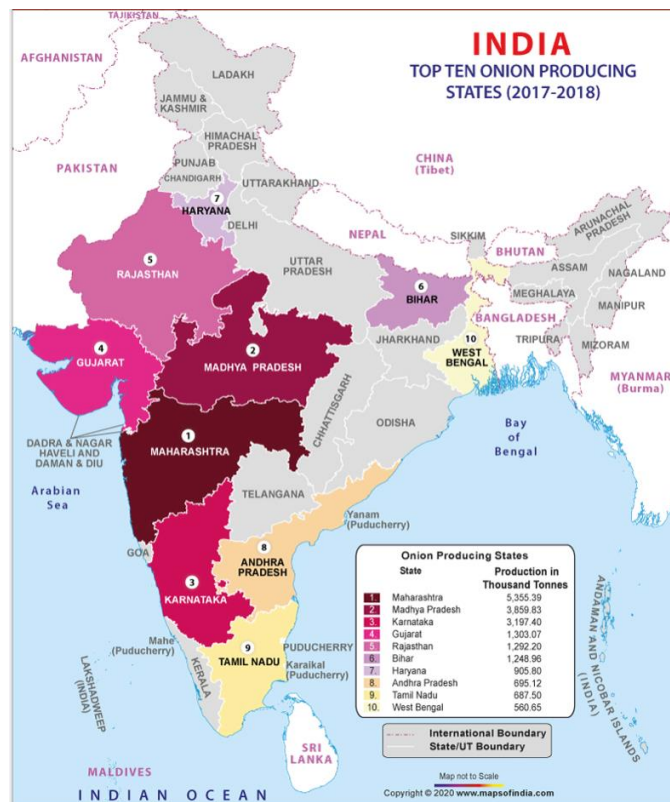 INDIA
TOP TEN ONION PRODUCING
STATES (2017-2018)
TAJIKISTAN
AFGHANISTAN
LADAKH
JAMMU &
KASHMIR
HIMACHAL
PRADESH
PUNJAB
CHANDIGARH
PAKISTAN
UTTARAKHAND
CHINA
(Tibet)
7
HARYANA
DELHI
ARUNACHAL
PRADESH
NEPAL
SIKKIM
BHUTAN
5
RAJASTHAN
UTTAR
PRADESH
ASSAM
NAGALAND
6
BIHAR
MEGHALAYA
MANIPUR
BANGLADESH
4
GUJARAT
2
MADHYA PRADESH
JHARKHAND
10
WEST
BENGAL
TRIPURA
MIZORAM
MYANMAR
(Burma)
CHHATTISGARH
ODISHA
DADRA & NAGAR
HAVELI AND
DAMAN & DIU
1
MAHARASHTRA
Bay
of
Bengal
Arabian
Sea
TELANGANA
Yanam
(Puducherry)
GOA
8
ANDHRA
PRADESH
3
KARNATAKA
Mahe
(Puducherry)
9
TAMIL NADU
PUDUCHERRY
Karaikal
(Puducherry)
KERALA
LAKSHADWEEP
(INDIA)
ANDAMAN AND NICOBAR ISLANDS
(INDIA)
SRI
LANKA
MALDIVES
INDIAN OCEAN
Onion Producing States
State Production in
Thousand Tonnes
1. Maharashtra 5,355.39
2 Madhya Pradesh 3,859.83
3 Karnataka 3,197.40
4 Gujarat 1,303.07
5 Rajasthan 1,292.20
6 Bihar 1,248.96
7 Haryana 905.80
8. Andhra Pradesh 695.12
9. Tamil Nadu 687.50
10. West Bengal 560.65
International Boundary
State/UT Boundary
Map not to Scale
Copyright © 2020 www.mapsofindia.com